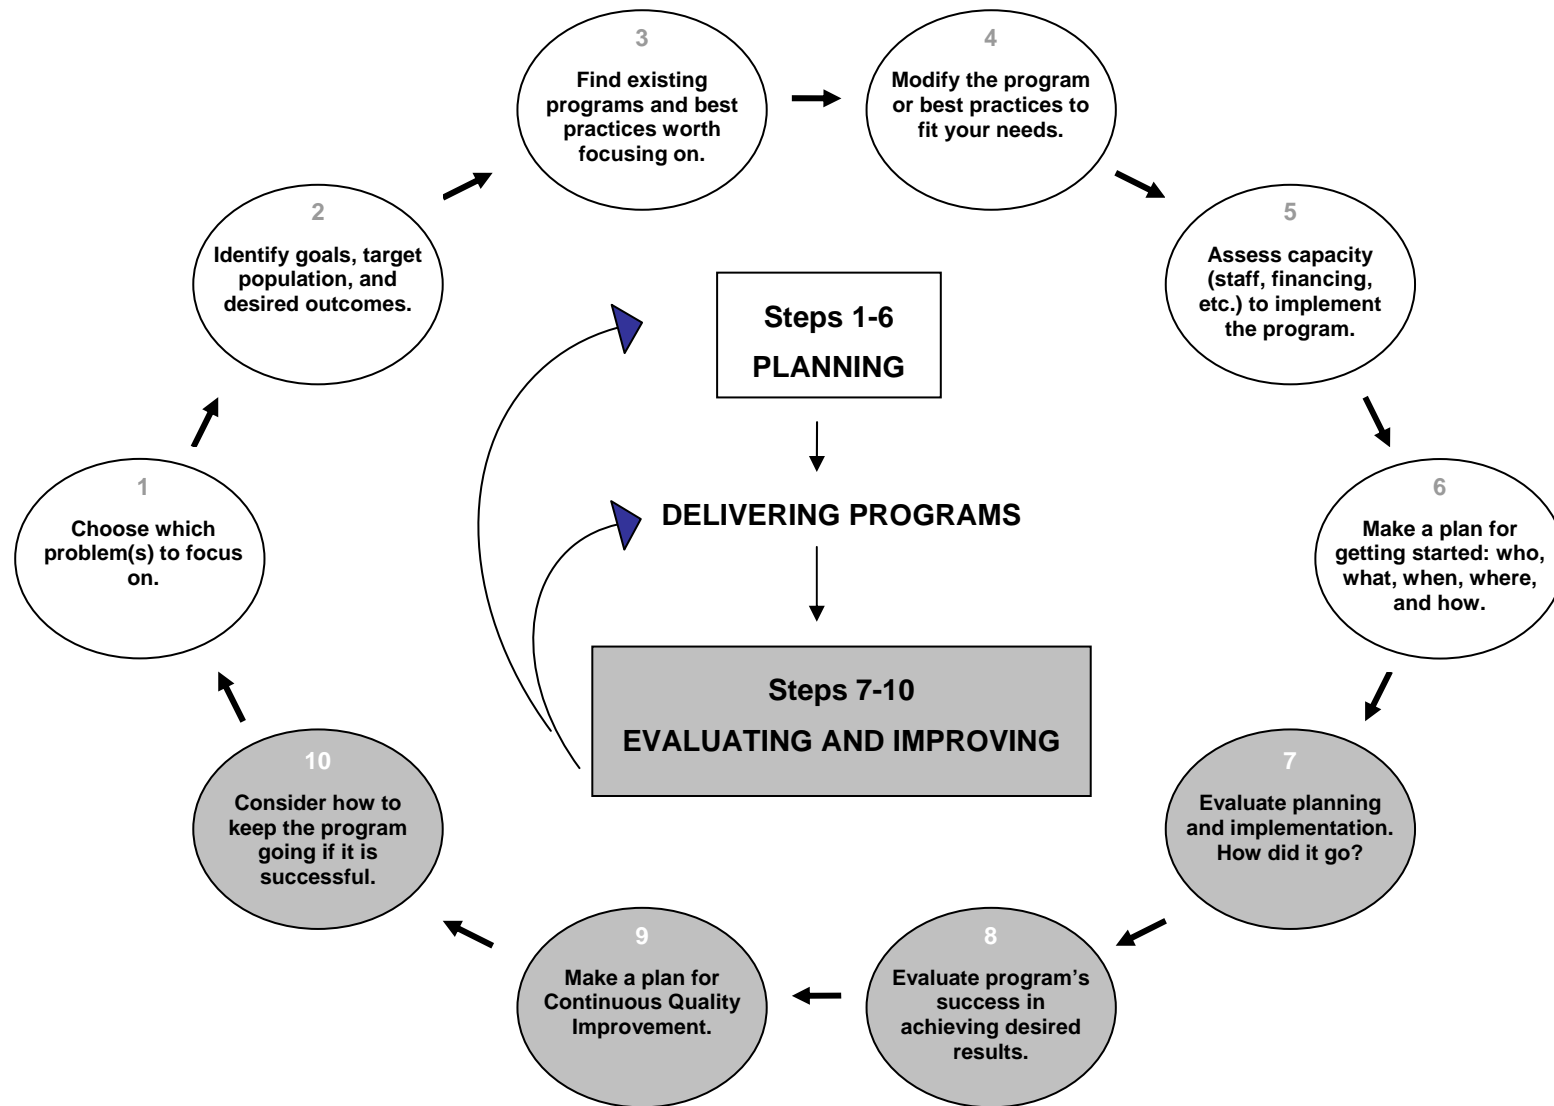 1
Choose which
problem(s) to focus
on.
2
Identify goals, target
population, and
desired outcomes.
3
Find existing
programs and best
practices worth
focusing on.
4
Modify the program
or best practices to
fit your needs.
5
Assess capacity
(staff, financing,
etc.) to implement
the program.
6
Make a plan for
getting started: who,
what, when, where,
and how.
7
Evaluate planning
and implementation.
How did it go?
8
Evaluate program’s
success in
achieving desired
results.
9
Make a plan for
Continuous Quality
Improvement.
10
Consider how to
keep the program
going if it is
successful.
Steps 1-6
PLANNING
DELIVERING PROGRAMS
Steps 7-10
EVALUATING AND IMPROVING